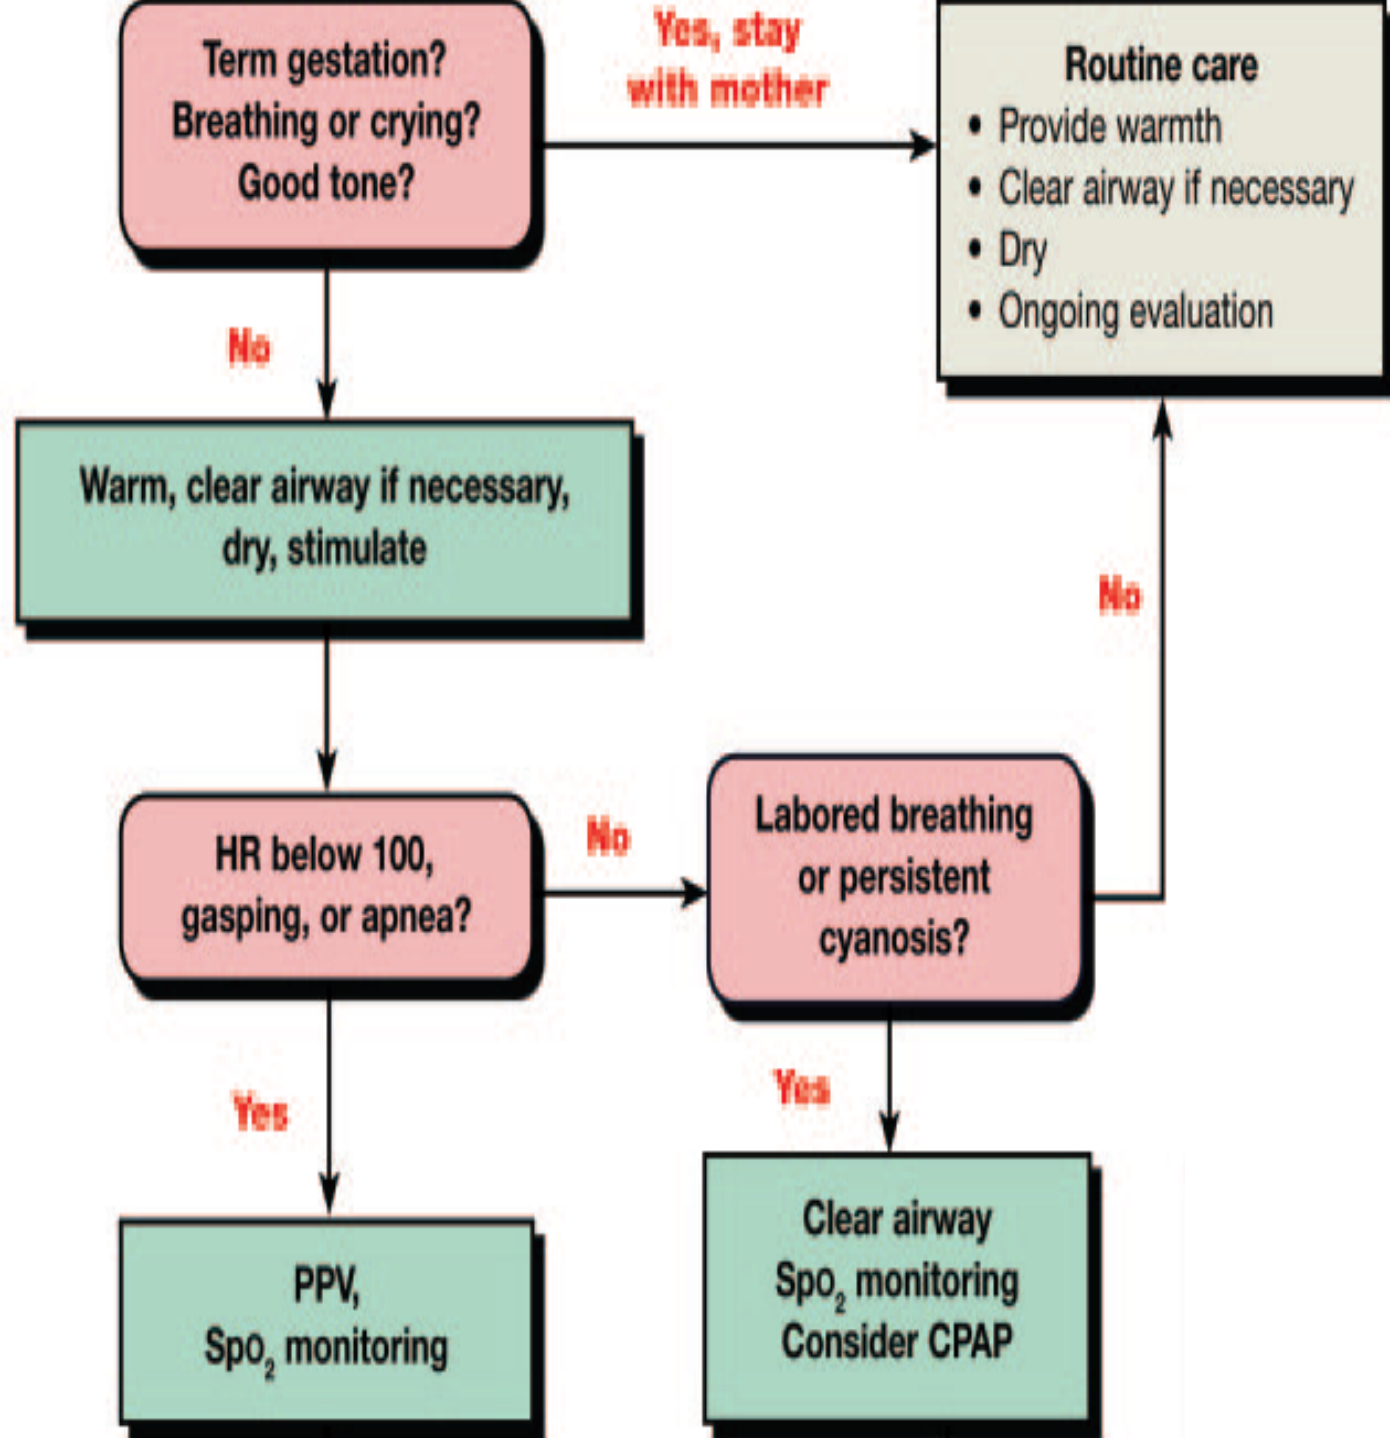 Term gestation?
Breathing or crying?
Good tone?
Yes, stay
with mother
Routine care
• Provide warmth
• Clear airway if necessary
• Dry
• Ongoing evaluation
No
Warm, clear airway if necessary,
dry, stimulate
No
HR below 100,
gasping, or apnea?
No
Labored breathing
or persistent
cyanosis?
Yes
Yes
PPV,
SpO₂ monitoring
Clear airway
SpO₂ monitoring
Consider CPAP